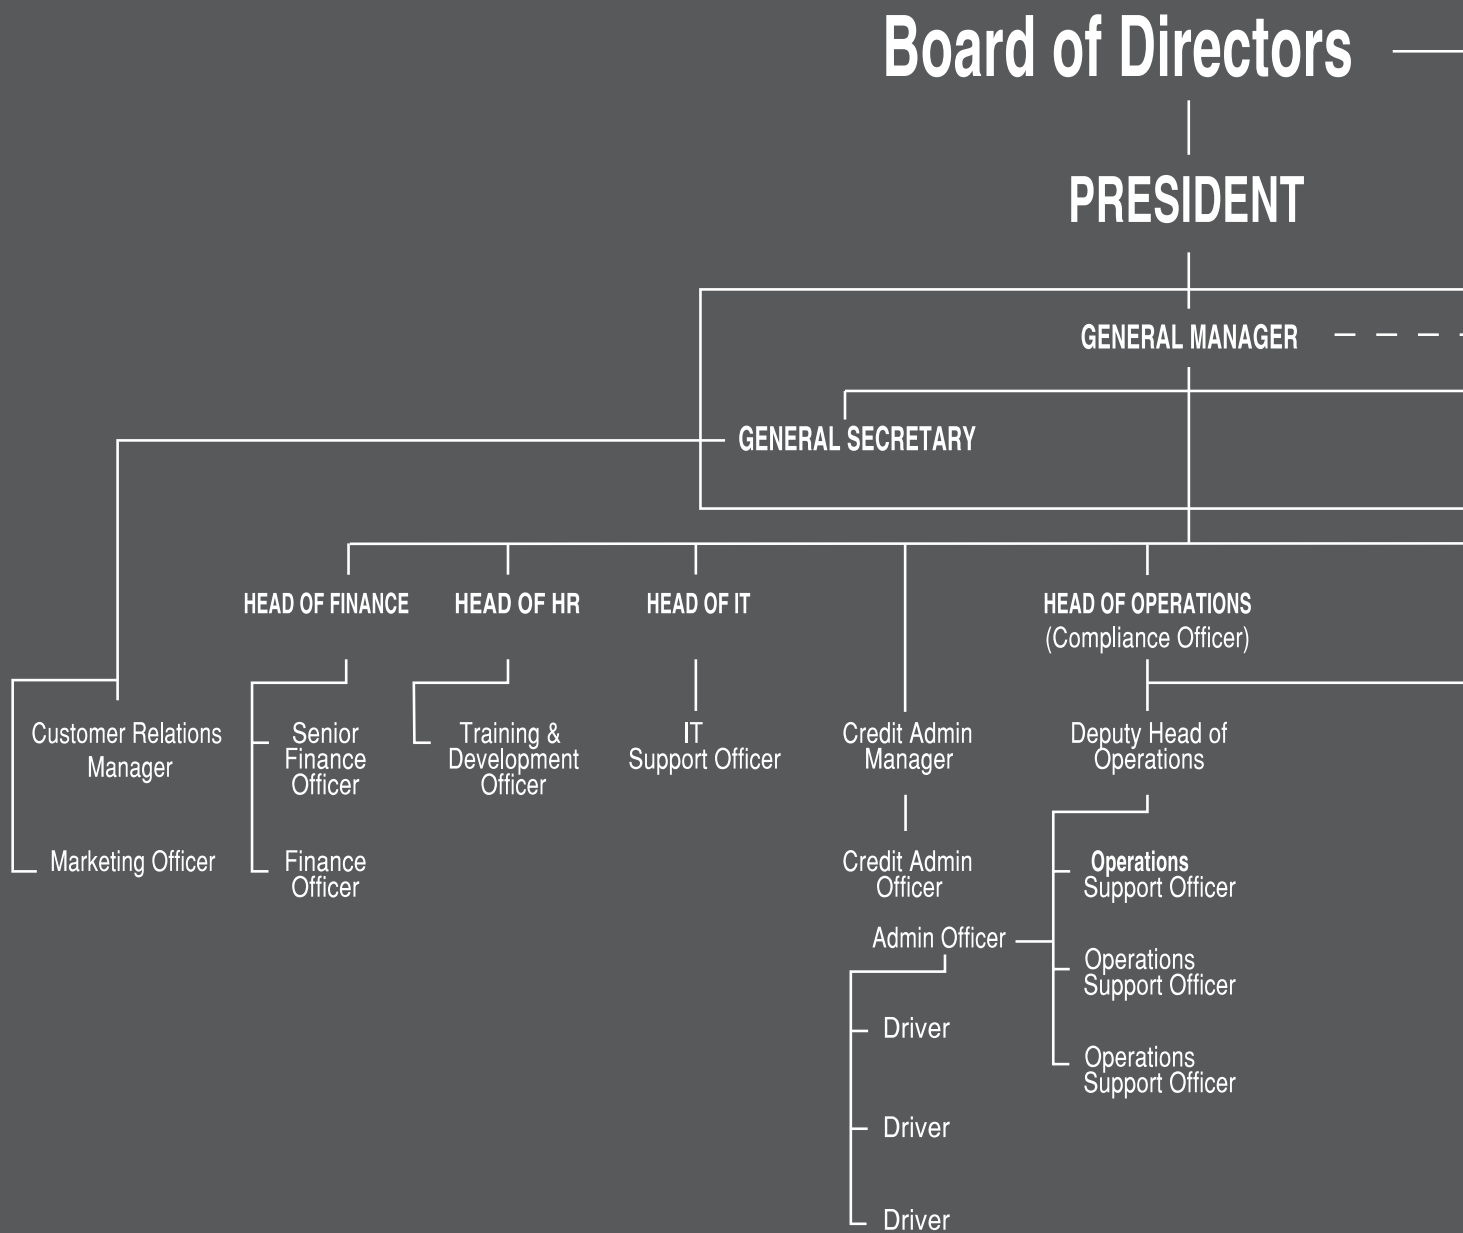 Board of Directors
PRESIDENT
GENERAL MANAGER
GENERAL SECRETARY
HEAD OF FINANCE
HEAD OF HR
HEAD OF IT
HEAD OF OPERATIONS
(Compliance Officer)
Customer Relations
Manager
Senior
Finance
Officer
Training &
Development
Officer
IT
Support Officer
Credit Admin
Manager
Deputy Head of
Operations
Marketing Officer
Finance
Officer
Credit Admin
Officer
Operations
Support Officer
Admin Officer
Operations
Support Officer
Driver
Operations
Support Officer
Driver
Driver